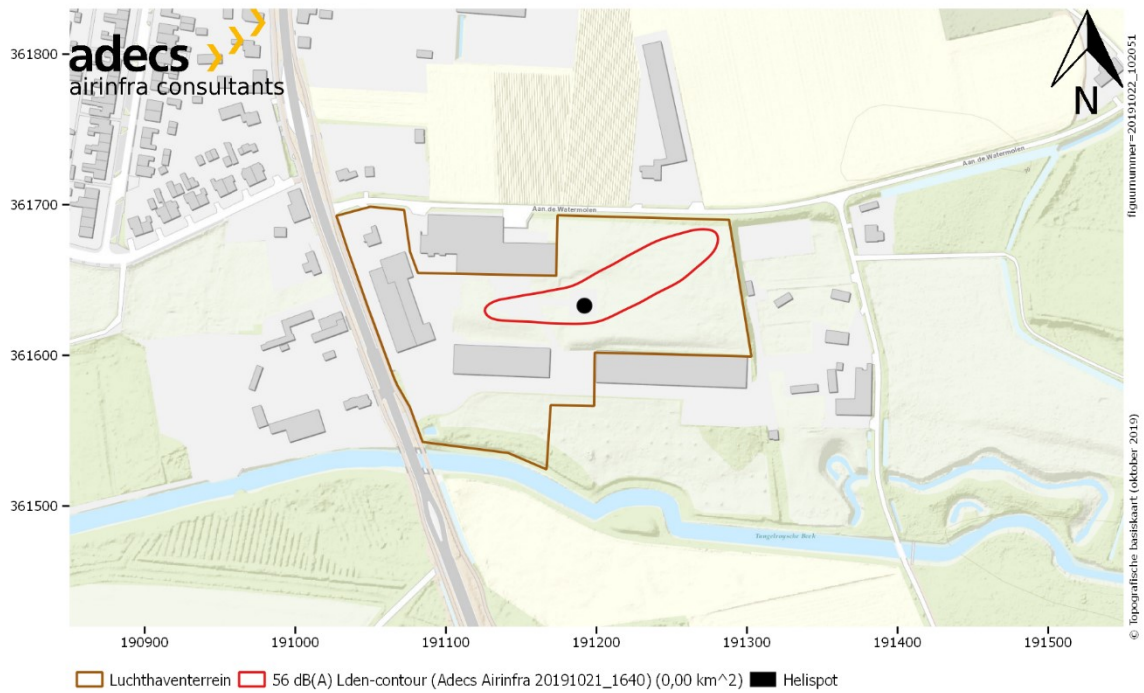 adecs
airinfra consultants
N
figuurnummer=20191022_102051
361800
361700
361600
361500
Aan de Watermolen
Aan de Watermolen
Tungelroysche Beek
© Topografische basiskaart (oktober 2019)
190900
191000
191100
191200
191300
191400
191500
Luchthaventerrein
56 dB(A) Lden-contour (Adecs Airinfra 20191021_1640) (0,00 km^2)
Helispot